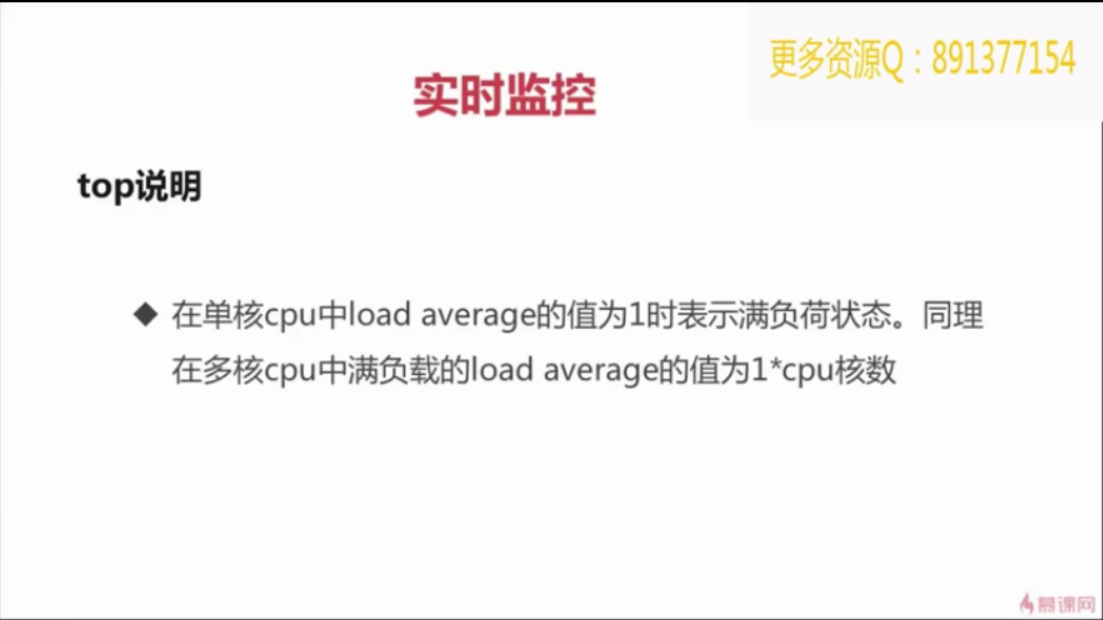 更多资源Q：891377154
实时监控
top说明
◆ 在单核cpu中load average的值为1时表示满负荷状态。同理
在多核cpu中满负载的load average的值为1*cpu核数
慕课网